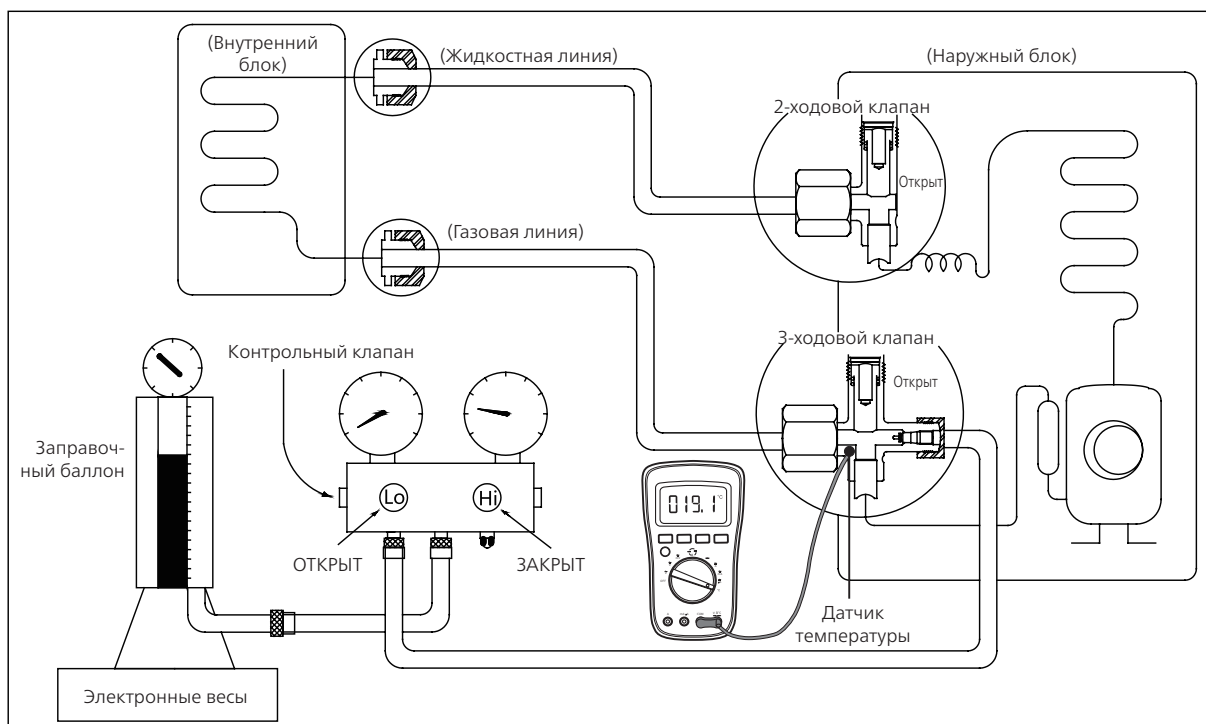 (Внутренний
блок)
(Жидкостная линия)
(Наружный блок)
2-ходовой клапан
Открыт
(Газовая линия)
3-ходовой клапан
Открыт
Контрольный клапан
Заправоч-
ный баллон
Lo
Hi
ОТКРЫТ
ЗАКРЫТ
019.1
°C
Датчик
температуры
Электронные весы